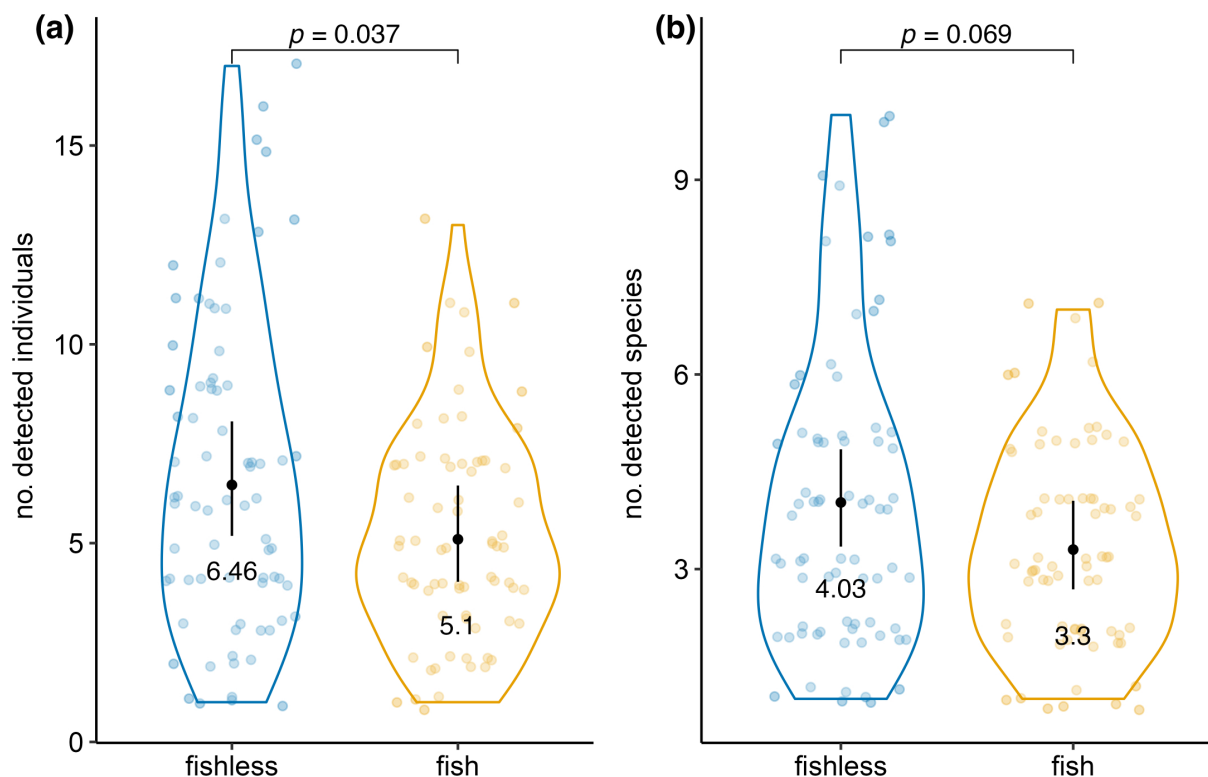 (a)
p = 0.037
no. detected individuals
15
10
5
0
6.46
5.1
fishless
fish
(b)
p = 0.069
no. detected species
9
6
3
4.03
3.3
fishless
fish